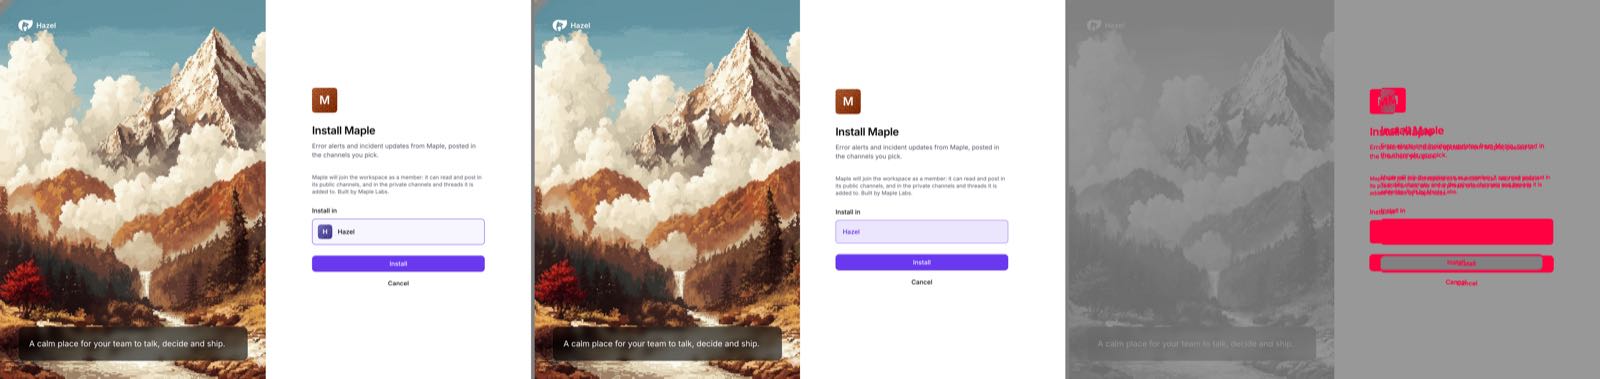 Hazel
M
Install Maple
Error alerts and incident updates from Maple, posted in
the channels you pick.
Maple will join the workspace as a member: it can read and post in
its public channels, and in the private channels and threads it is
added to. Built by Maple Labs.
Install in
H
Hazel
Install
Cancel
A calm place for your team to talk, decide and ship.
Hazel
M
Install Maple
Error alerts and incident updates from Maple, posted in
the channels you pick.
Maple will join the workspace as a member: it can read and post in
its public channels, and in the private channels and threads it is
added to. Built by Maple Labs.
Install in
Hazel
Install
Cancel
A calm place for your team to talk, decide and ship.
Hazel
Install Maple
Install in
Install
Cancel
A calm place for your team to talk, decide and ship.